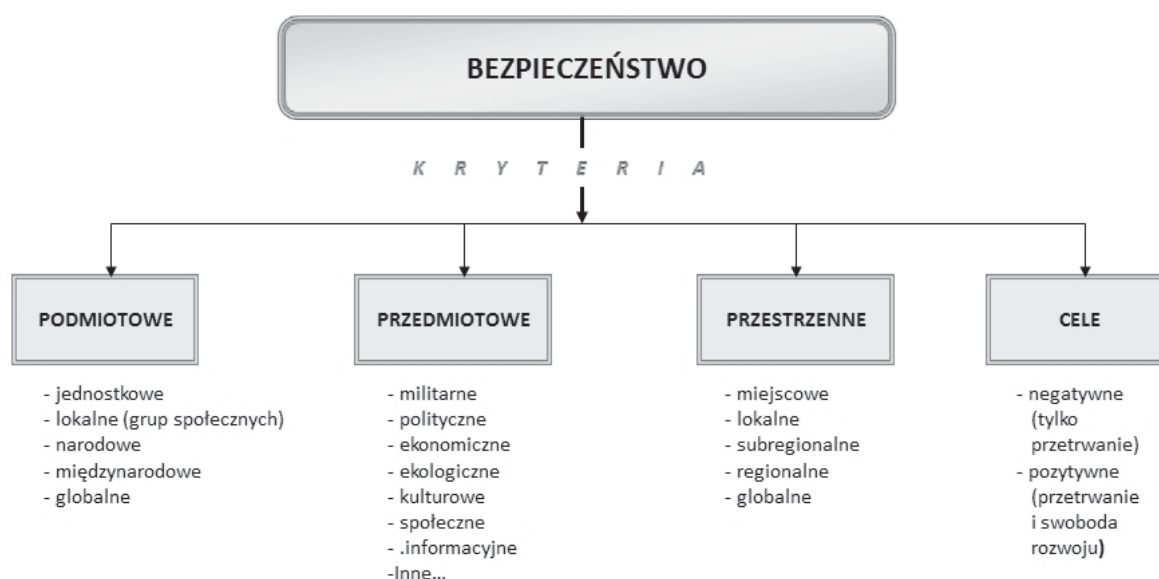 BEZPIECZEŃSTWO
K R Y T E R I A
PODMIOTOWE
- jednostkowe
- lokalne (grup społecznych)
- narodowe
- międzynarodowe
- globalne
PRZEDMIOTOWE
- militarne
- polityczne
- ekonomiczne
- ekologiczne
- kulturowe
- społeczne
- .informacyjne
-Inne...
PRZESTRZENNE
- miejscowe
- lokalne
- subregionalne
- regionalne
- globalne
CELE
- negatywne
(tylko
przetrwanie)
- pozytywne
(przetrwanie
i swoboda
rozwoju)